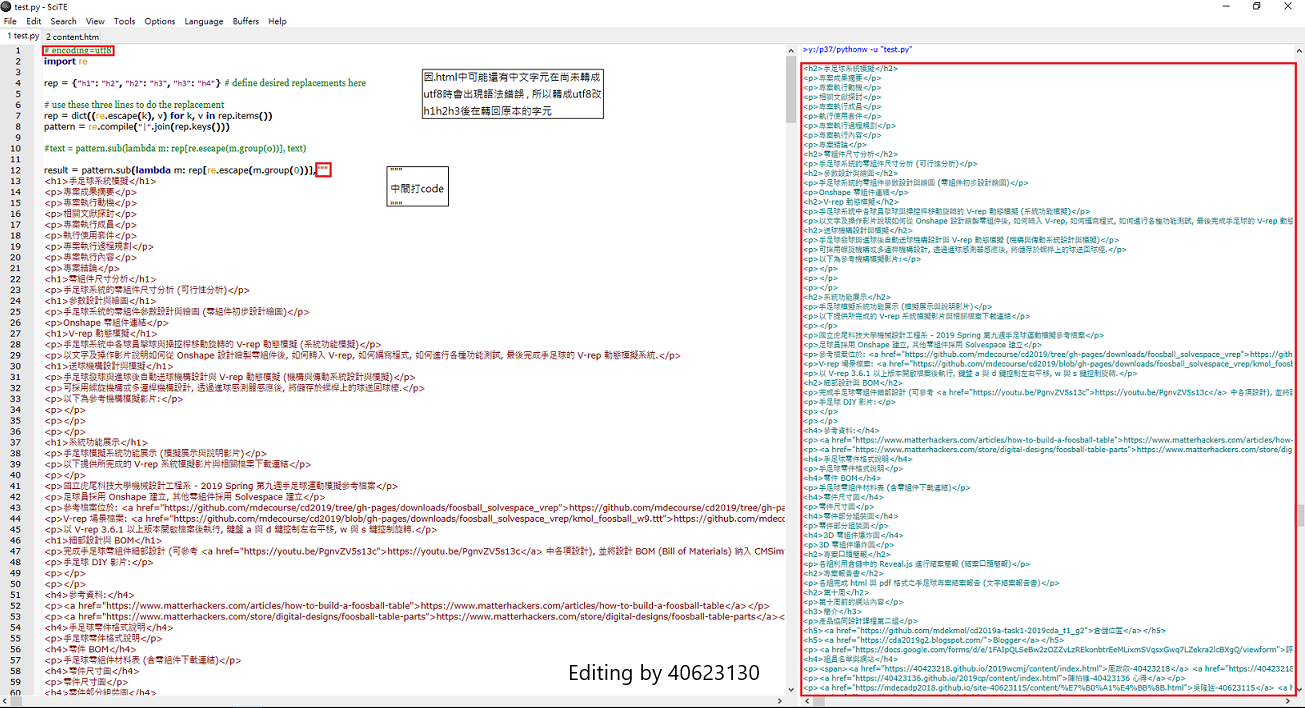 test.py - SciTE
File Edit Search View Tools Options Language Buffers Help
1 test.py 2 content.htm
1 # encoding=utf8
2 import re
3
4 rep = {"h1": "h2", "h2": "h3", "h3": "h4"} # define desired replacements here
5
6 # use these three lines to do the replacement
7 rep = dict((re.escape(k), v) for k, v in rep.items())
8 pattern = re.compile("|".join(rep.keys()))
9
10 #text = pattern.sub(lambda m: rep[re.escape(m.group(0))], text)
11
12 result = pattern.sub(lambda m: rep[re.escape(m.group(0))],"""
13 <h1>手足球系統模擬</h1>
14 <p>專案成果摘要</p>
15 <p>專案執行動機</p>
16 <p>相關文獻探討</p>
17 <p>專案執行成員</p>
18 <p>執行使用套件</p>
19 <p>專案執行過程規劃</p>
20 <p>專案執行內容</p>
21 <p>專案結論</p>
22 <h1>零組件尺寸分析</h1>
23 <p>手足球系統的零組件尺寸分析 (可行性分析)</p>
24 <h1>參數設計與繪圖</h1>
25 <p>手足球系統的零組件參數設計與繪圖 (零組件初步設計繪圖)</p>
26 <p>Onshape 零組件連結</p>
27 <h1>V-rep 動態模擬</h1>
28 <p>手足球系統中各球員擊球與操控桿移動旋轉的 V-rep 動態模擬 (系統功能模擬)</p>
29 <p>以文字及操作影片說明如何從 Onshape 設計繪製零組件後, 如何轉入 V-rep, 如何編寫程式, 如何進行各種功能測試, 最後完成手足球的 V-rep 動態模擬系統.</p>
30 <h1>送球機構設計與模擬</h1>
31 <p>手足球發球與進球後自動送球機構設計與 V-rep 動態模擬 (機構與傳動系統設計與模擬)</p>
32 <p>可採用螺旋機構或多連桿機構設計, 透過進球感測器感應後, 將儲存於螺桿上的球送回球檯.</p>
33 <p>以下為參考機構模擬影片:</p>
34 <p></p>
35 <p></p>
36 <p></p>
37 <h1>系統功能展示</h1>
38 <p>手足球模擬系統功能展示 (模擬展示與說明影片)</p>
39 <p>以下提供所完成的 V-rep 系統模擬影片與相關檔案下載連結</p>
40 <p></p>
41 <p>國立虎尾科技大學機械設計工程系 - 2019 Spring 第九週手足球運動模擬參考檔案</p>
42 <p>足球員採用 Onshape 建立, 其他零組件採用 Solvespace 建立</p>
43 <p>參考檔案位於: <a href="https://github.com/mdecourse/cd2019/tree/gh-pages/downloads/foosball_solvespace_vrep">https://github.com/mdecourse/cd2019/tree/gh-pa
44 <p>V-rep 場景檔案: <a href="https://github.com/mdecourse/cd2019/blob/gh-pages/downloads/foosball_solvespace_vrep/kmol_foosball_w9.ttt">https://github.com/mdecc
45 <p>以 V-rep 3.6.1 以上版本開啟檔案後執行, 鍵盤 a 與 d 鍵控制左右平移, w 與 s 鍵控制旋轉.</p>
46 <h1>細部設計與 BOM</h1>
47 <p>完成手足球零組件細部設計 (可參考 <a href="https://youtu.be/PgnvZV5s13c">https://youtu.be/PgnvZV5s13c</a> 中各項設計), 並將設計 BOM (Bill of Materials) 納入 CMSim
48 <p>手足球 DIY 影片:</p>
49 <p></p>
50 <p></p>
51 <h4>參考資料:</h4>
52 <p><a href="https://www.matterhackers.com/articles/how-to-build-a-foosball-table">https://www.matterhackers.com/articles/how-to-build-a-foosball-table</a></p>
53 <p><a href="https://www.matterhackers.com/store/digital-designs/foosball-table-parts">https://www.matterhackers.com/store/digital-designs/foosball-table-parts</a><
54 <h4>手足球零件格式說明</h4>
55 <p>手足球零件格式說明</p>
56 <h4>零件 BOM</h4>
57 <p>手足球零組件材料表 (含零組件下載連結)</p>
58 <h4>零件尺寸圖</h4>
59 <p>零件尺寸圖</p>
60 <h4>零件部分組裝圖</h4>
因.html中可能還有中文字元在尚未轉成
utf8時會出現語法錯誤, 所以轉成utf8改
h1h2h3後在轉回原本的字元
"""
中間打code
"""
Editing by 40623130
>y:/p37/pythonw -u "test.py"
<h2>手足球系統模擬</h2>
<p>專案成果摘要</p>
<p>專案執行動機</p>
<p>相關文獻探討</p>
<p>專案執行成員</p>
<p>執行使用套件</p>
<p>專案執行過程規劃</p>
<p>專案執行內容</p>
<p>專案結論</p>
<h2>零組件尺寸分析</h2>
<p>手足球系統的零組件尺寸分析 (可行性分析)</p>
<h2>參數設計與繪圖</h2>
<p>手足球系統的零組件參數設計與繪圖 (零組件初步設計繪圖)</p>
<p>Onshape 零組件連結</p>
<h2>V-rep 動態模擬</h2>
<p>手足球系統中各球員擊球與操控桿移動旋轉的 V-rep 動態模擬 (系統功能模擬)</p>
<p>以文字及操作影片說明如何從 Onshape 設計繪製零組件後, 如何轉入 V-rep, 如何編寫程式, 如何進行各種功能測試, 最後完成手足球的 V-rep 動態
<h2>送球機構設計與模擬</h2>
<p>手足球發球與進球後自動送球機構設計與 V-rep 動態模擬 (機構與傳動系統設計與模擬)</p>
<p>可採用螺旋機構或多連桿機構設計, 透過進球感測器感應後, 將儲存於螺桿上的球送回球檯.</p>
<p>以下為參考機構模擬影片:</p>
<p></p>
<p></p>
<p></p>
<h2>系統功能展示</h2>
<p>手足球模擬系統功能展示 (模擬展示與說明影片)</p>
<p>以下提供所完成的 V-rep 系統模擬影片與相關檔案下載連結</p>
<p></p>
<p>國立虎尾科技大學機械設計工程系 - 2019 Spring 第九週手足球運動模擬參考檔案</p>
<p>足球員採用 Onshape 建立, 其他零組件採用 Solvespace 建立</p>
<p>參考檔案位於: <a href="https://github.com/mdecourse/cd2019/tree/gh-pages/downloads/foosball_solvespace_vrep">https://gith
<p>V-rep 場景檔案: <a href="https://github.com/mdecourse/cd2019/blob/gh-pages/downloads/foosball_solvespace_vrep/kmol_foosb
<p>以 V-rep 3.6.1 以上版本開啟檔案後執行, 鍵盤 a 與 d 鍵控制左右平移, w 與 s 鍵控制旋轉.</p>
<h2>細部設計與 BOM</h2>
<p>完成手足球零組件細部設計 (可參考 <a href="https://youtu.be/PgnvZV5s13c">https://youtu.be/PgnvZV5s13c</a> 中各項設計), 並將
<p>手足球 DIY 影片:</p>
<p></p>
<p></p>
<h4>參考資料:</h4>
<p><a href="https://www.matterhackers.com/articles/how-to-build-a-foosball-table">https://www.matterhackers.com/articles/how-
<p><a href="https://www.matterhackers.com/store/digital-designs/foosball-table-parts">https://www.matterhackers.com/store/dig
<h4>手足球零件格式說明</h4>
<p>手足球零件格式說明</p>
<h4>零件 BOM</h4>
<p>手足球零組件材料表 (含零組件下載連結)</p>
<h4>零件尺寸圖</h4>
<p>零件尺寸圖</p>
<h4>零件部分組裝圖</h4>
<p>零件部分組裝圖</p>
<h4>3D 零組件爆炸圖</h4>
<p>3D 零組件爆炸圖</p>
<h2>專案口頭簡報</h2>
<p>各組利用倉儲中的 Reveal.js 進行結案簡報 (結案口頭簡報)</p>
<h2>專案報告書</h2>
<p>各組完成 html 與 pdf 格式之手足球專案結案報告 (文字結案報告書)</p>
<h2>第十周</h2>
<p>第十周前的網站內容</p>
<h3>簡介</h3>
<p>產品協同設計課程第二組</p>
<h5><a href="https://github.com/mdekmol/cd2019a-task1-2019cda_t1_g2">倉儲位置</a></h5>
<h5><a href="https://cda2019g2.blogspot.com/">Blogger</a></h5>
<p><a href="https://docs.google.com/forms/d/e/
<h4>組員名單與網站</h4>
<p><span><a href="https://40423218.github.io/2019wcmj/content/index.html">周政叡-40423218</a> <a href="https://4042321
<p><a href="https://40423136.github.io/2019cp/content/index.html">陳柏維-40423136 心得</a></p>
<p><a href="https://mdecadp2018.github.io/site-40623115/content/%E7%B0%A1%E4%BB%8B.html">吳隆廷-40623115</a> <a h